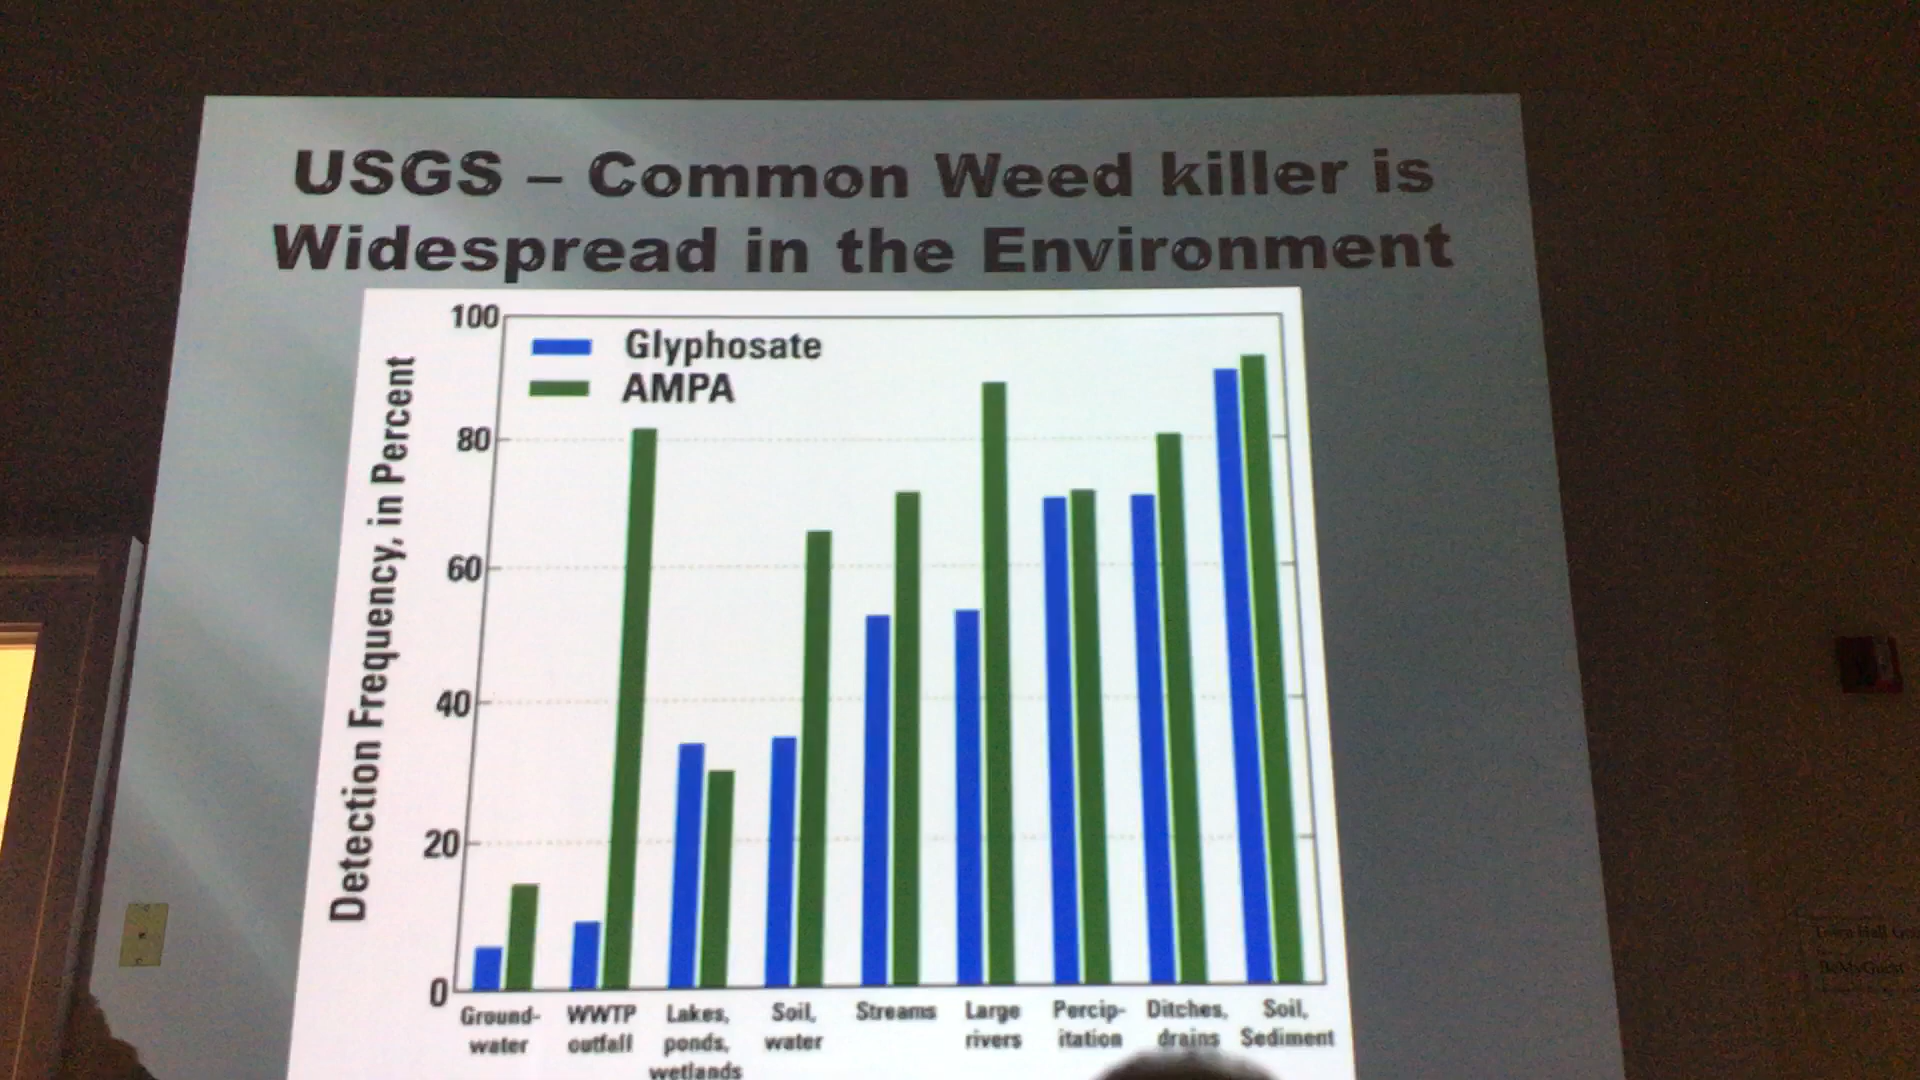 USGS – Common Weed killer is
Widespread in the Environment
100
Glyphosate
AMPA
80
60
40
20
0
Detection Frequency, in Percent
Ground-
water
WWTP
outfall
Lakes,
ponds,
wetlands
Soil,
water
Streams
Large
rivers
Percip-
itation
Ditches,
drains
Soil,
Sediment